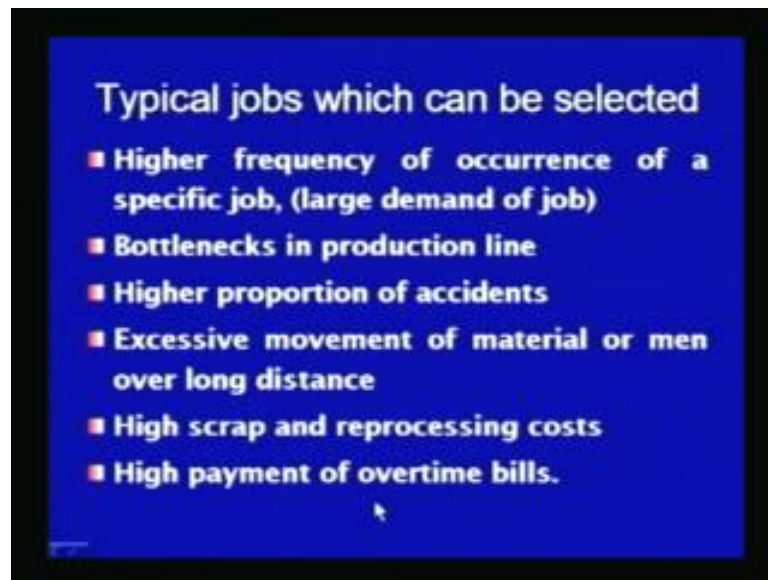 Typical jobs which can be selected
Higher frequency of occurrence of a
specific job, (large demand of job)
Bottlenecks in production line
Higher proportion of accidents
Excessive movement of material or men
over long distance
High scrap and reprocessing costs
High payment of overtime bills.